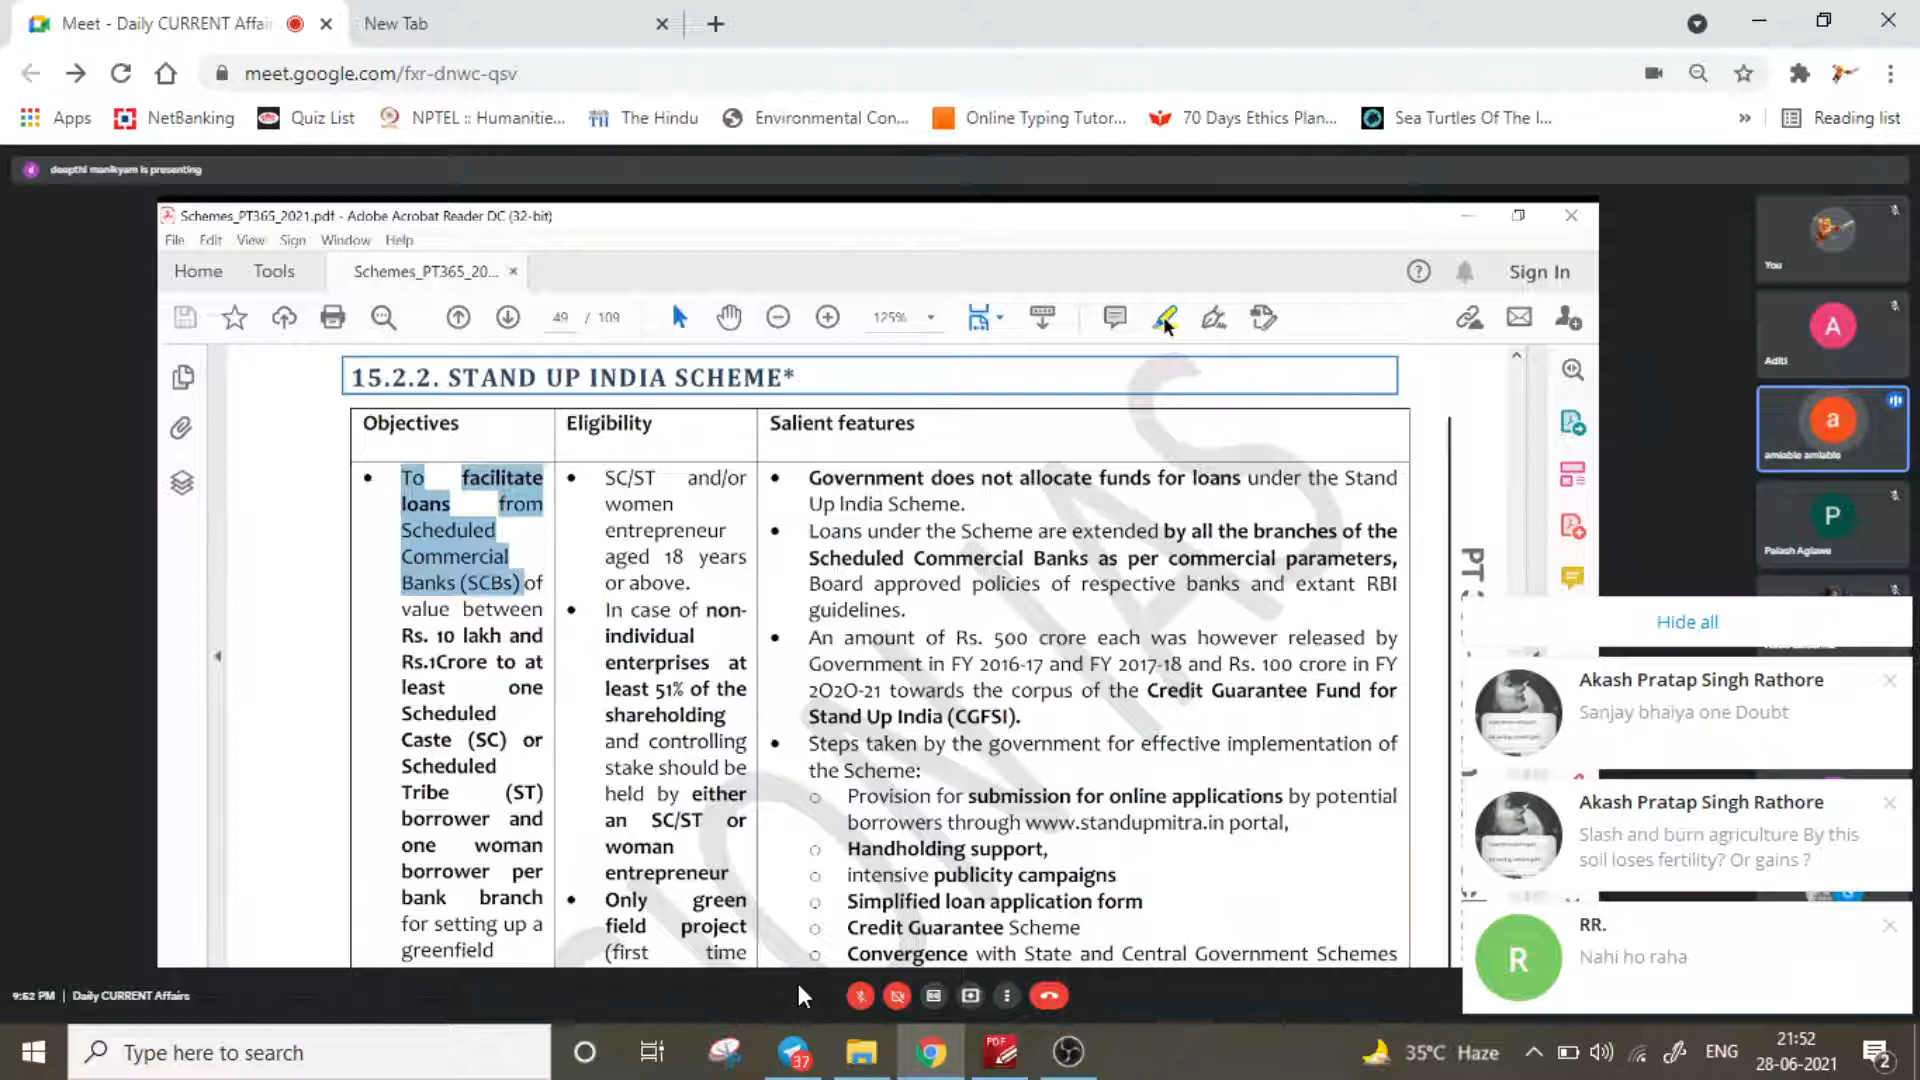 Meet - Daily CURRENT Affair
New Tab
meet.google.com/fxr-dnwc-qsv
Apps
NetBanking
Quiz List
NPTEL :: Humanitie...
The Hindu
Environmental Con...
Online Typing Tutor...
70 Days Ethics Plan...
Sea Turtles Of The I...
»
Reading list
d
deepthi manikyam is presenting
Schemes_PT365_2021.pdf - Adobe Acrobat Reader DC (32-bit)
File Edit View Sign Window Help
Home Tools Schemes_PT365_20... ×
Sign In
49 / 109
125%
15.2.2. STAND UP INDIA SCHEME*
Objectives
Eligibility
Salient features
• To facilitate
loans from
Scheduled
Commercial
Banks (SCBs) of
value between
Rs. 10 lakh and
Rs.1Crore to at
least one
Scheduled
Caste (SC) or
Scheduled
Tribe (ST)
borrower and
one woman
borrower per
bank branch
for setting up a
greenfield
• SC/ST and/or
women
entrepreneur
aged 18 years
or above.
• In case of non-
individual
enterprises at
least 51% of the
shareholding
and controlling
stake should be
held by either
an SC/ST or
woman
entrepreneur
• Only green
field project
(first time
• Government does not allocate funds for loans under the Stand
Up India Scheme.
• Loans under the Scheme are extended by all the branches of the
Scheduled Commercial Banks as per commercial parameters,
Board approved policies of respective banks and extant RBI
guidelines.
• An amount of Rs. 500 crore each was however released by
Government in FY 2016-17 and FY 2017-18 and Rs. 100 crore in FY
2020-21 towards the corpus of the Credit Guarantee Fund for
Stand Up India (CGFSI).
• Steps taken by the government for effective implementation of
the Scheme:
○ Provision for submission for online applications by potential
borrowers through www.standupmitra.in portal,
○ Handholding support,
○ intensive publicity campaigns
○ Simplified loan application form
○ Credit Guarantee Scheme
○ Convergence with State and Central Government Schemes
You
A
Aditi
a
amiable amiable
P
Palash Aglawe
Hide all
Akash Pratap Singh Rathore
Sanjay bhaiya one Doubt
Akash Pratap Singh Rathore
Slash and burn agriculture By this
soil loses fertility? Or gains ?
R
RR.
Nahi ho raha
9:52 PM | Daily CURRENT Affairs
Type here to search
37
PDF
35°C Haze
ENG
21:52
28-06-2021
2